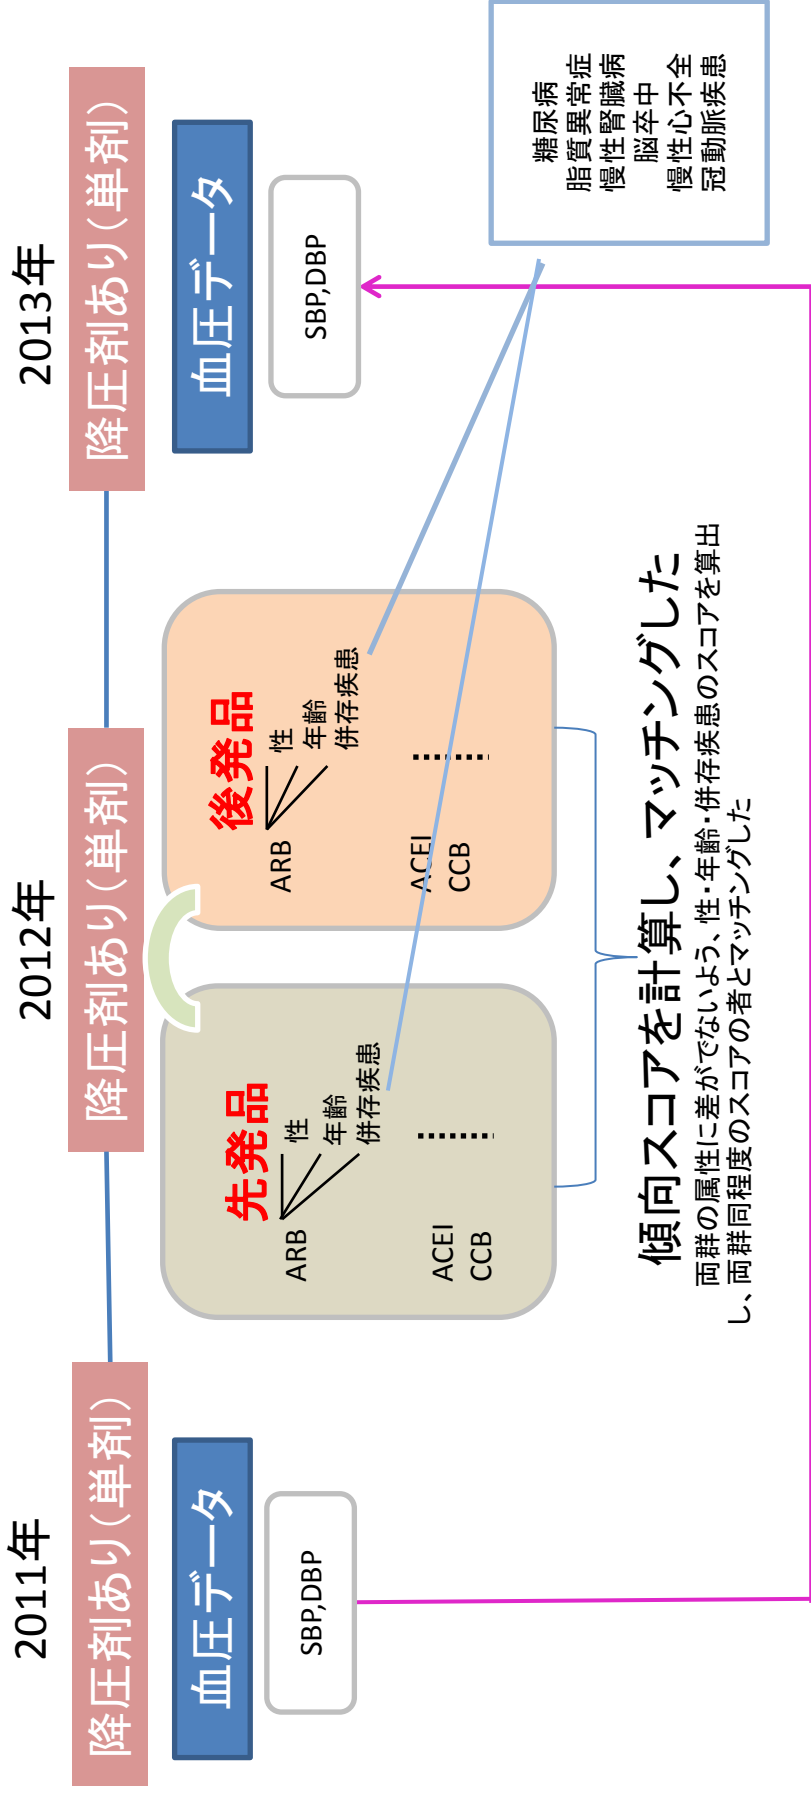 2011年
降圧剤あり（単剤）
血圧データ
SBP,DBP
2012年
降圧剤あり（単剤）
先発品
ARB
性
年齢
併存疾患
ACEI
CCB
後発品
ARB
性
年齢
併存疾患
ACEI
CCB
2013年
降圧剤あり（単剤）
血圧データ
SBP,DBP
糖尿病
脂質異常症
慢性腎臓病
脳卒中
慢性心不全
冠動脈疾患
傾向スコアを計算し、マッチングした
両群の属性に差がでないよう、性・年齢・併存疾患のスコアを算出
し、両群同程度のスコアの者とマッチングした